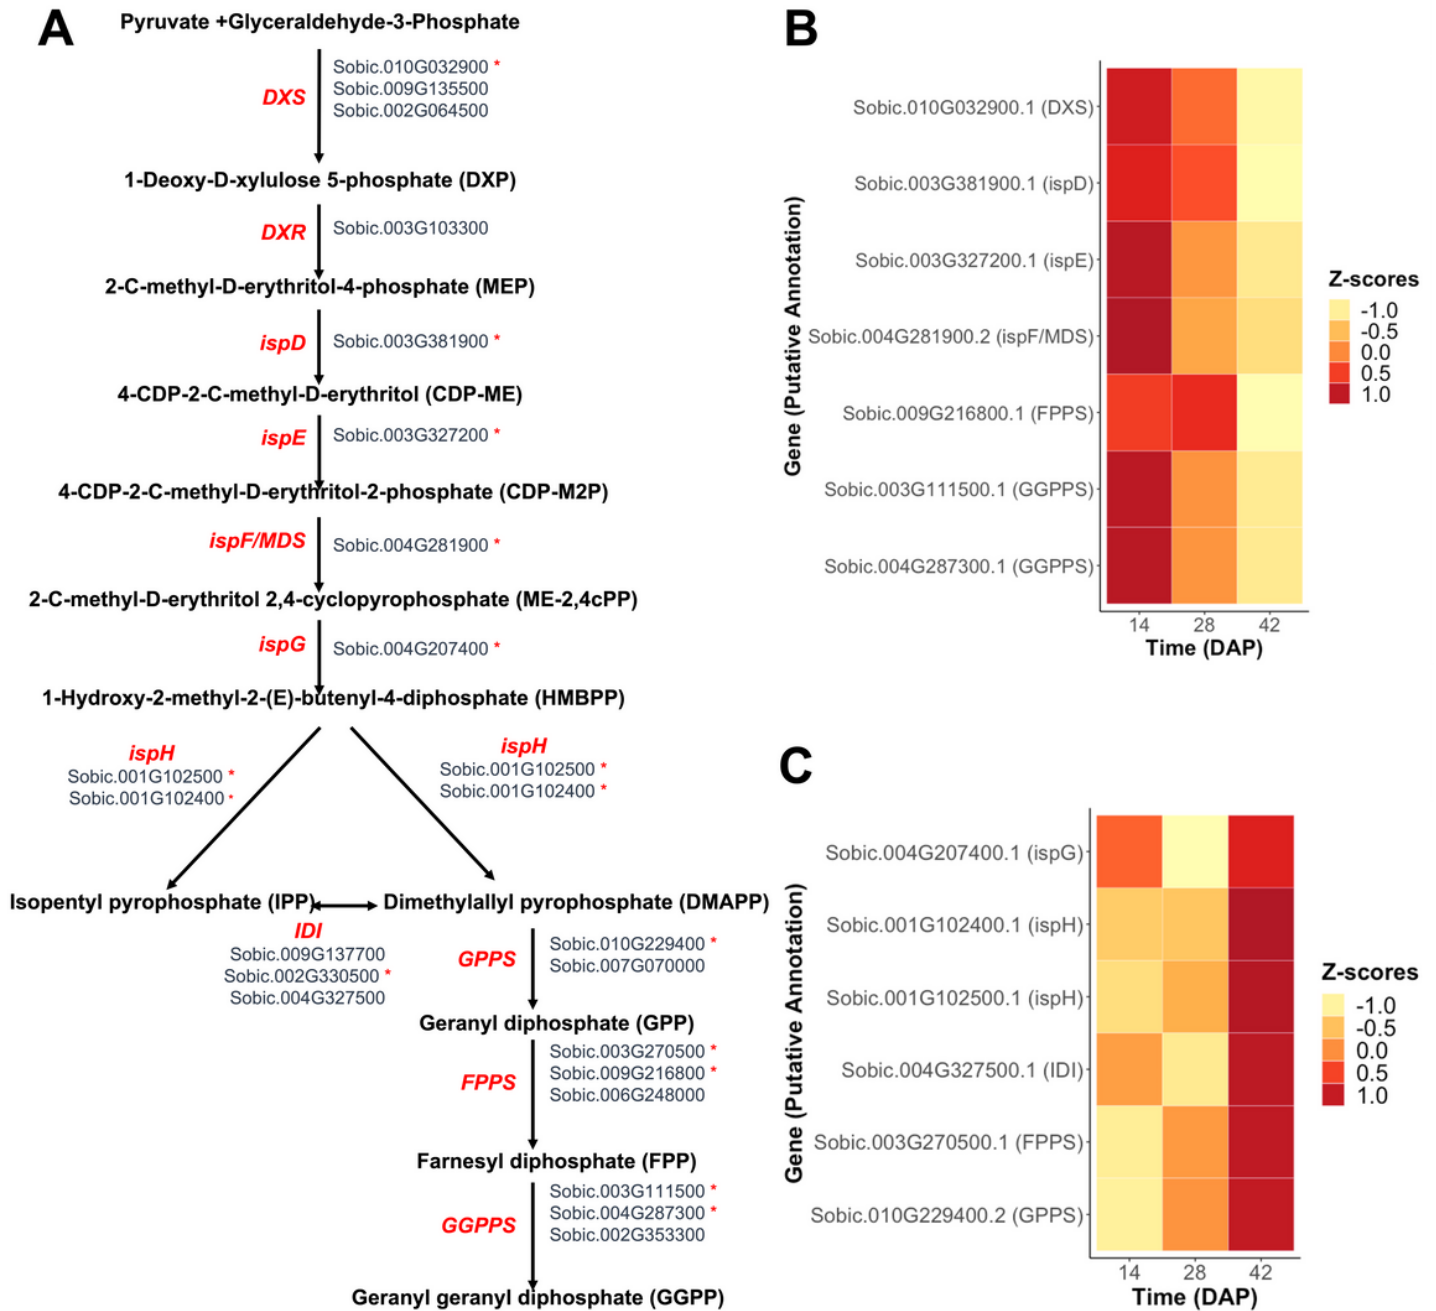 A
Pyruvate +Glyceraldehyde-3-Phosphate
DXS
Sobic.010G032900 *
Sobic.009G135500
Sobic.002G064500
1-Deoxy-D-xylulose 5-phosphate (DXP)
DXR
Sobic.003G103300
2-C-methyl-D-erythritol-4-phosphate (MEP)
ispD
Sobic.003G381900 *
4-CDP-2-C-methyl-D-erythritol (CDP-ME)
ispE
Sobic.003G327200 *
4-CDP-2-C-methyl-D-erythritol-2-phosphate (CDP-M2P)
ispF/MDS
Sobic.004G281900 *
2-C-methyl-D-erythritol 2,4-cyclopyrophosphate (ME-2,4cPP)
ispG
Sobic.004G207400 *
1-Hydroxy-2-methyl-2-(E)-butenyl-4-diphosphate (HMBPP)
ispH
Sobic.001G102500 *
Sobic.001G102400 *
ispH
Sobic.001G102500 *
Sobic.001G102400 *
Isopentyl pyrophosphate (IPP)
Dimethylallyl pyrophosphate (DMAPP)
IDI
Sobic.009G137700
Sobic.002G330500 *
Sobic.004G327500
GPPS
Sobic.010G229400 *
Sobic.007G070000
Geranyl diphosphate (GPP)
FPPS
Sobic.003G270500 *
Sobic.009G216800 *
Sobic.006G248000
Farnesyl diphosphate (FPP)
GGPPS
Sobic.003G111500 *
Sobic.004G287300 *
Sobic.002G353300
Geranyl geranyl diphosphate (GGPP)
B
Gene (Putative Annotation)
Sobic.010G032900.1 (DXS)
Sobic.003G381900.1 (ispD)
Sobic.003G327200.1 (ispE)
Sobic.004G281900.2 (ispF/MDS)
Sobic.009G216800.1 (FPPS)
Sobic.003G111500.1 (GGPPS)
Sobic.004G287300.1 (GGPPS)
14 28 42
Time (DAP)
Z-scores
-1.0
-0.5
0.0
0.5
1.0
C
Gene (Putative Annotation)
Sobic.004G207400.1 (ispG)
Sobic.001G102400.1 (ispH)
Sobic.001G102500.1 (ispH)
Sobic.004G327500.1 (IDI)
Sobic.003G270500.1 (FPPS)
Sobic.010G229400.2 (GPPS)
14 28 42
Time (DAP)
Z-scores
-1.0
-0.5
0.0
0.5
1.0